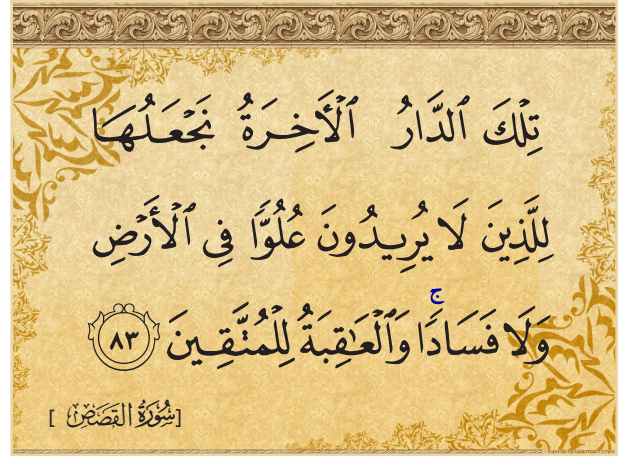 تِلْكَ ٱلدَّارُ ٱلْأَخِرَةُ نَجْعَلُهَا
لِلَّذِينَ لَا يُرِيدُونَ عُلُوًّا فِى ٱلْأَرْضِ
وَلَا فَسَادًا ۚ وَٱلْعَٰقِبَةُ لِلْمُتَّقِينَ ٨٣
[سُورَةُ القَصَصِ]